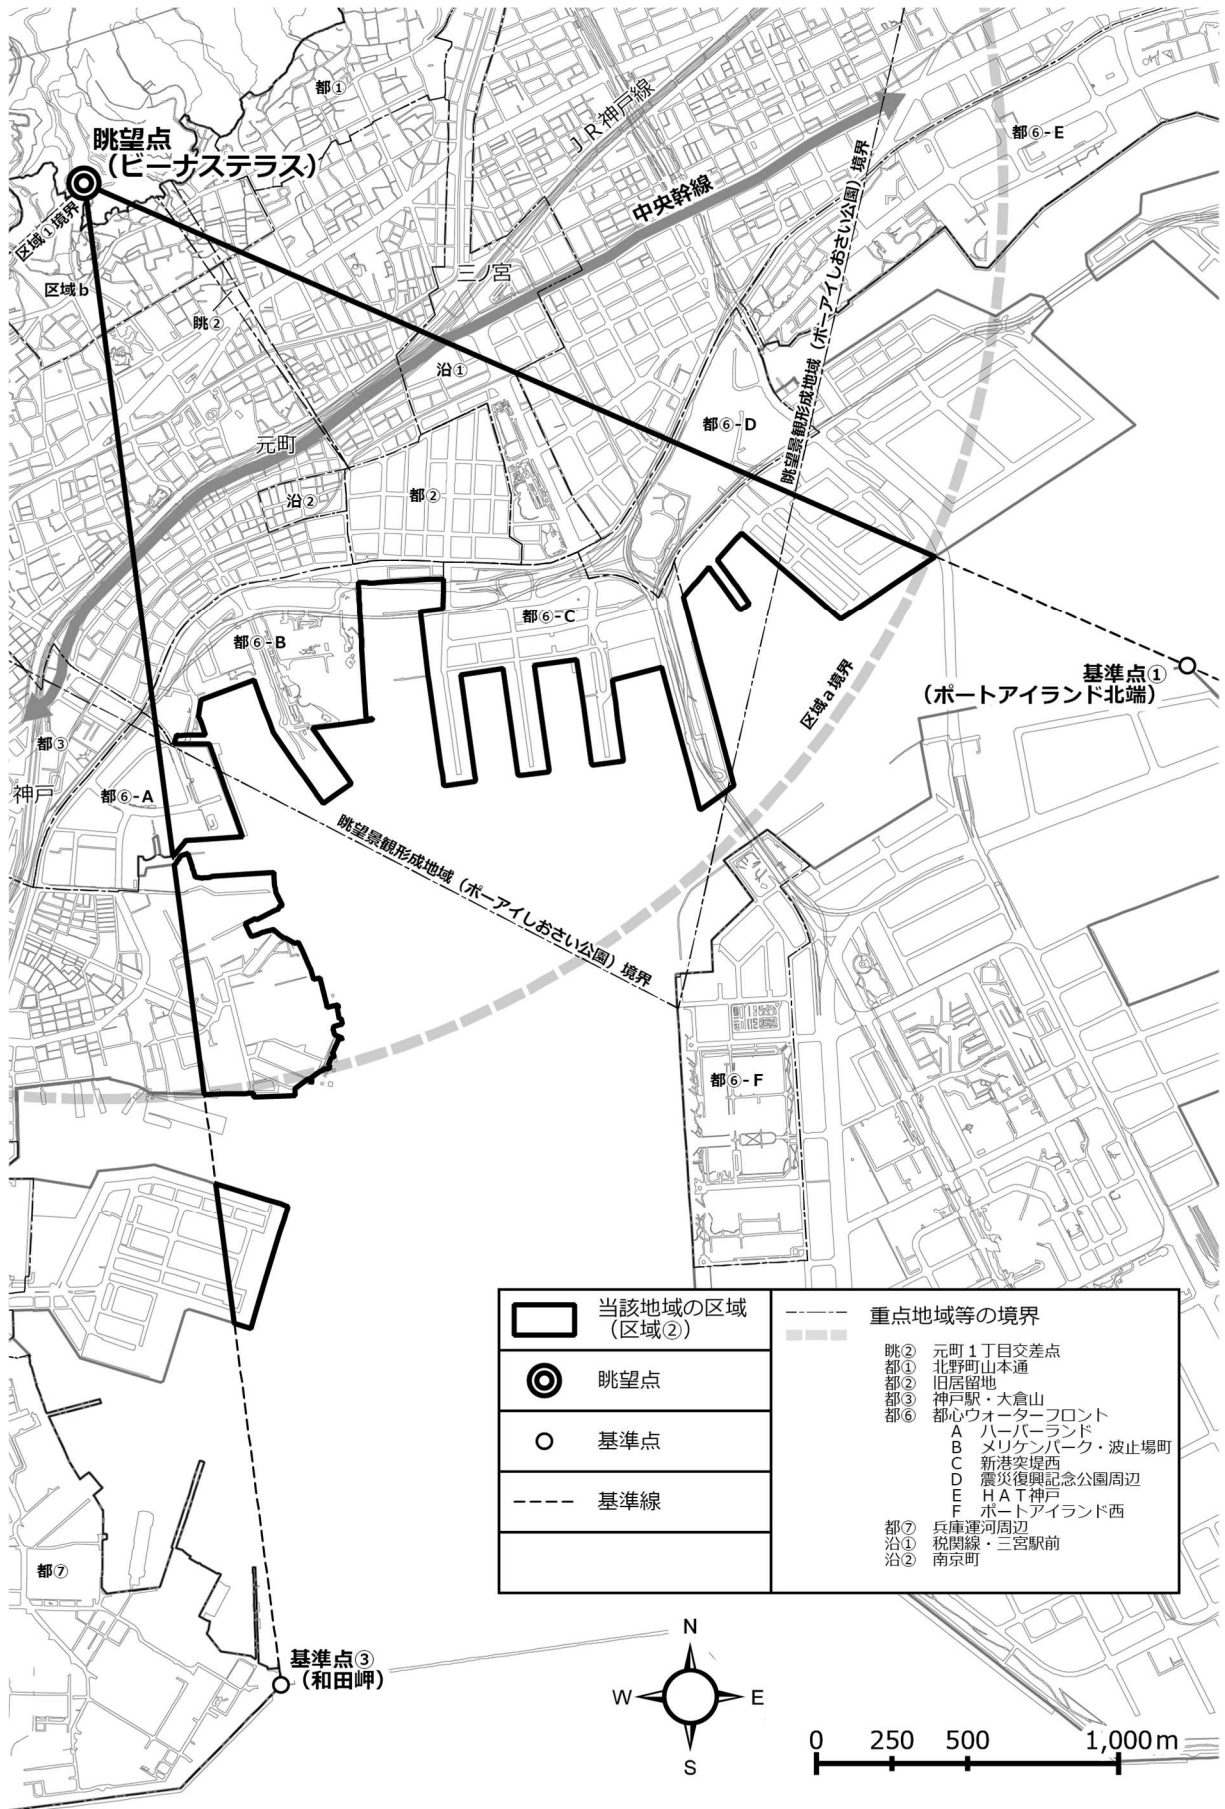 都①
ＪＲ神戸線
都⑥-Ｅ
眺望点
（ビーナステラス）
中央幹線
眺望景観形成地域（ポーアイしおさい公園）境界
区域①境界
区域ｂ
三ノ宮
眺②
沿①
都⑥-Ｄ
元町
沿②
都②
都⑥-Ｃ
都⑥-Ｂ
区域ａ境界
基準点①
（ポートアイランド北端）
都③
神戸
都⑥-Ａ
眺望景観形成地域（ポーアイしおさい公園）境界
都⑥-Ｆ
当該地域の区域
（区域②）
眺望点
基準点
基準線
重点地域等の境界
眺②　元町１丁目交差点
都①　北野町山本通
都②　旧居留地
都③　神戸駅・大倉山
都⑥　都心ウォーターフロント
Ａ　ハーバーランド
Ｂ　メリケンパーク・波止場町
Ｃ　新港突堤西
Ｄ　震災復興記念公園周辺
Ｅ　ＨＡＴ神戸
Ｆ　ポートアイランド西
都⑦　兵庫運河周辺
沿①　税関線・三宮駅前
沿②　南京町
都⑦
基準点③
（和田岬）
N
W
E
S
0 250 500 1,000m